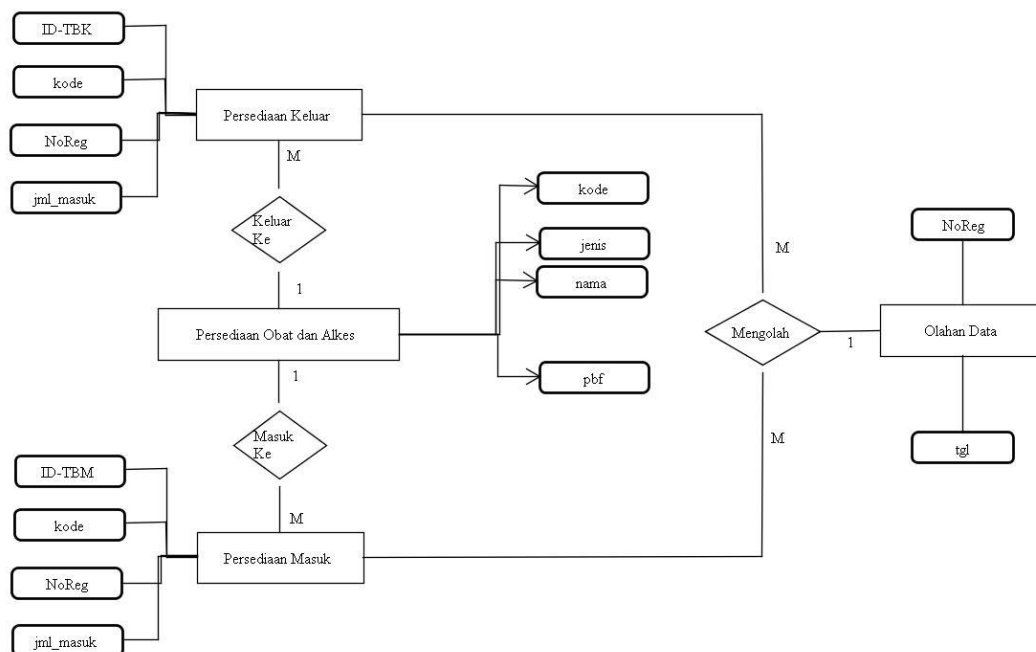 ID-TBK
kode
NoReg
jml_masuk
Persediaan Keluar
M
Keluar
Ke
1
Persediaan Obat dan Alkes
1
Masuk
Ke
M
Persediaan Masuk
ID-TBM
kode
NoReg
jml_masuk
kode
jenis
nama
pbf
M
Mengolah
M
1
NoReg
Olahan Data
tgl